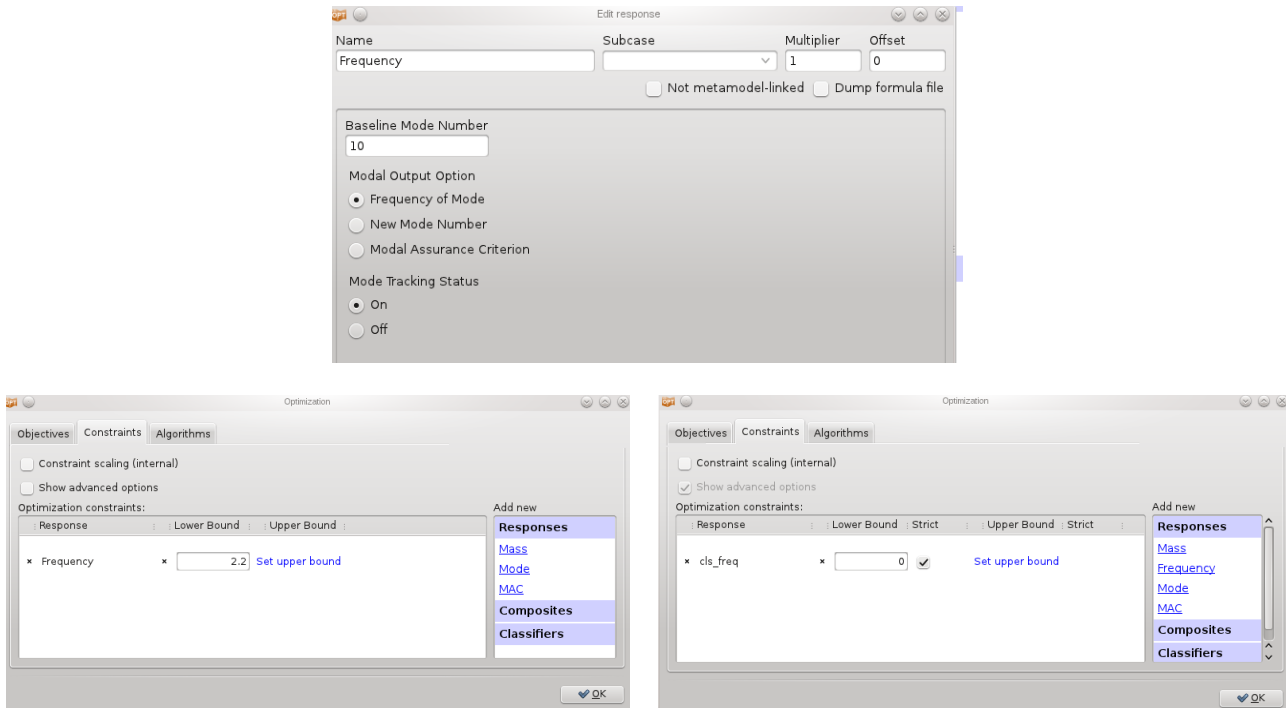 OPT Edit response
Name Subcase Multiplier Offset
Frequency 1 0
Not metamodel-linked Dump formula file
Baseline Mode Number
10
Modal Output Option
Frequency of Mode
New Mode Number
Modal Assurance Criterion
Mode Tracking Status
On
Off
OPT Optimization
Objectives Constraints Algorithms
Constraint scaling (internal)
Show advanced options
Optimization constraints: Add new
Response Lower Bound Upper Bound Responses
Frequency 2.2 Set upper bound Mass
Mode
MAC
Composites
Classifiers
OK
OPT Optimization
Objectives Constraints Algorithms
Constraint scaling (internal)
Show advanced options
Optimization constraints: Add new
Response Lower Bound Strict Upper Bound Strict Responses
cls_freq 0 Set upper bound Mass
Frequency
Mode
MAC
Composites
Classifiers
OK